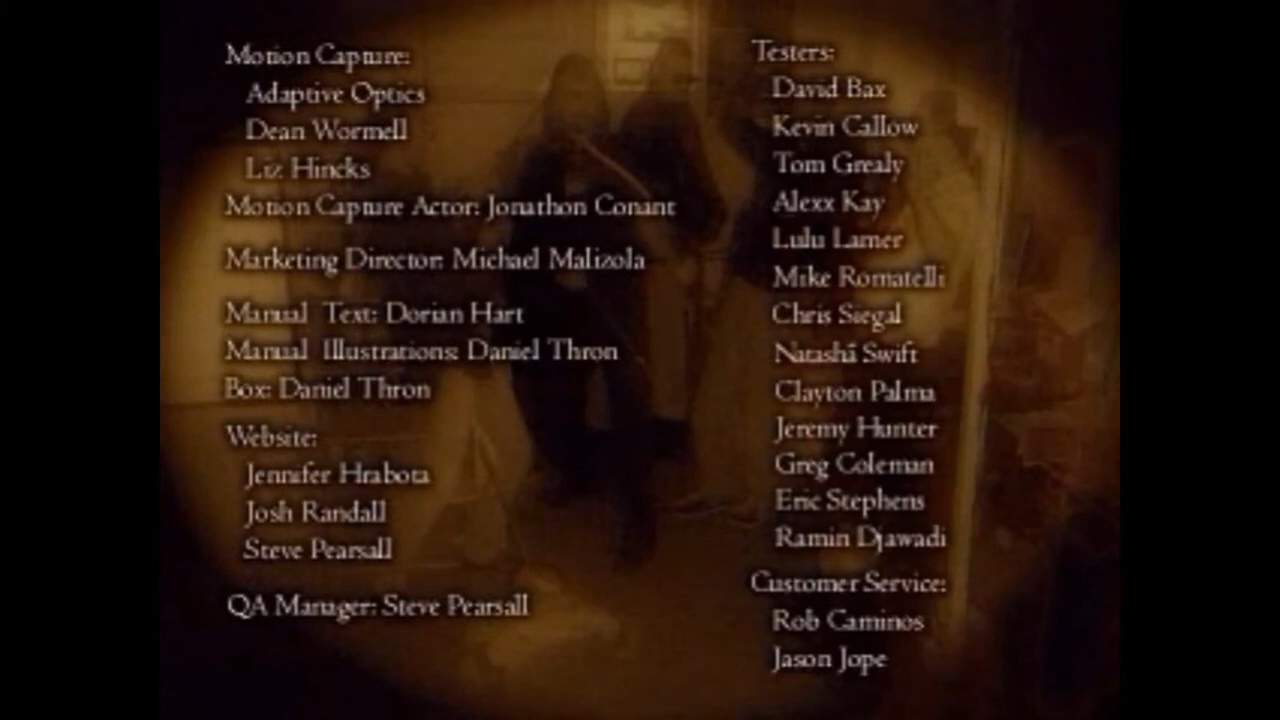 Motion Capture:
Adaptive Optics
Dean Wormell
Liz Hincks
Motion Capture Actor: Jonathon Conant
Marketing Director: Michael Malizola
Manual Text: Dorian Hart
Manual Illustrations: Daniel Thron
Box: Daniel Thron
Website:
Jennifer Hrabota
Josh Randall
Steve Pearsall
QA Manager: Steve Pearsall
Testers:
David Bax
Kevin Callow
Tom Grealy
Alexx Kay
Lulu Lamer
Mike Romatelli
Chris Siegal
Natasha Swift
Clayton Palma
Jeremy Hunter
Greg Coleman
Eric Stephens
Ramin Djawadi
Customer Service:
Rob Caminos
Jason Jope